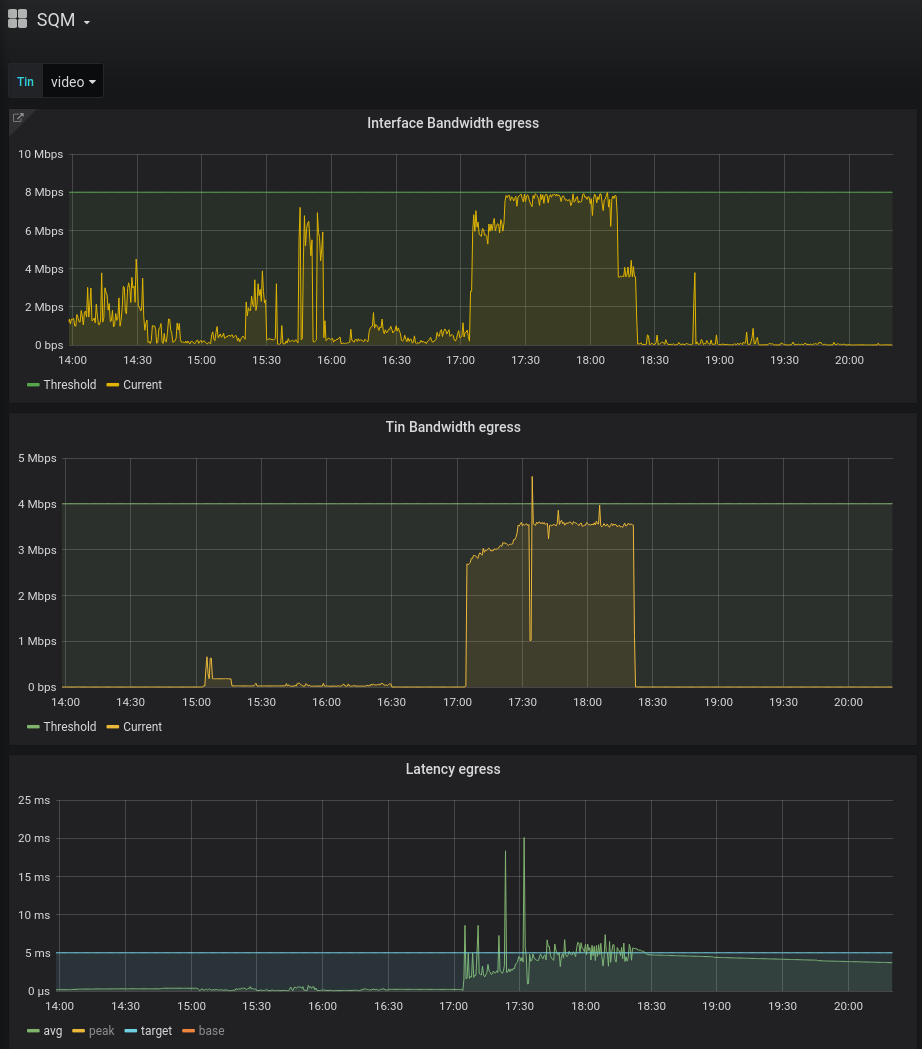 SQM
Tin video
Interface Bandwidth egress
10 Mbps
8 Mbps
6 Mbps
4 Mbps
2 Mbps
0 bps
14:00 14:30 15:00 15:30 16:00 16:30 17:00 17:30 18:00 18:30 19:00 19:30 20:00
Threshold Current
Tin Bandwidth egress
5 Mbps
4 Mbps
3 Mbps
2 Mbps
1 Mbps
0 bps
14:00 14:30 15:00 15:30 16:00 16:30 17:00 17:30 18:00 18:30 19:00 19:30 20:00
Threshold Current
Latency egress
25 ms
20 ms
15 ms
10 ms
5 ms
0 µs
14:00 14:30 15:00 15:30 16:00 16:30 17:00 17:30 18:00 18:30 19:00 19:30 20:00
avg peak target base